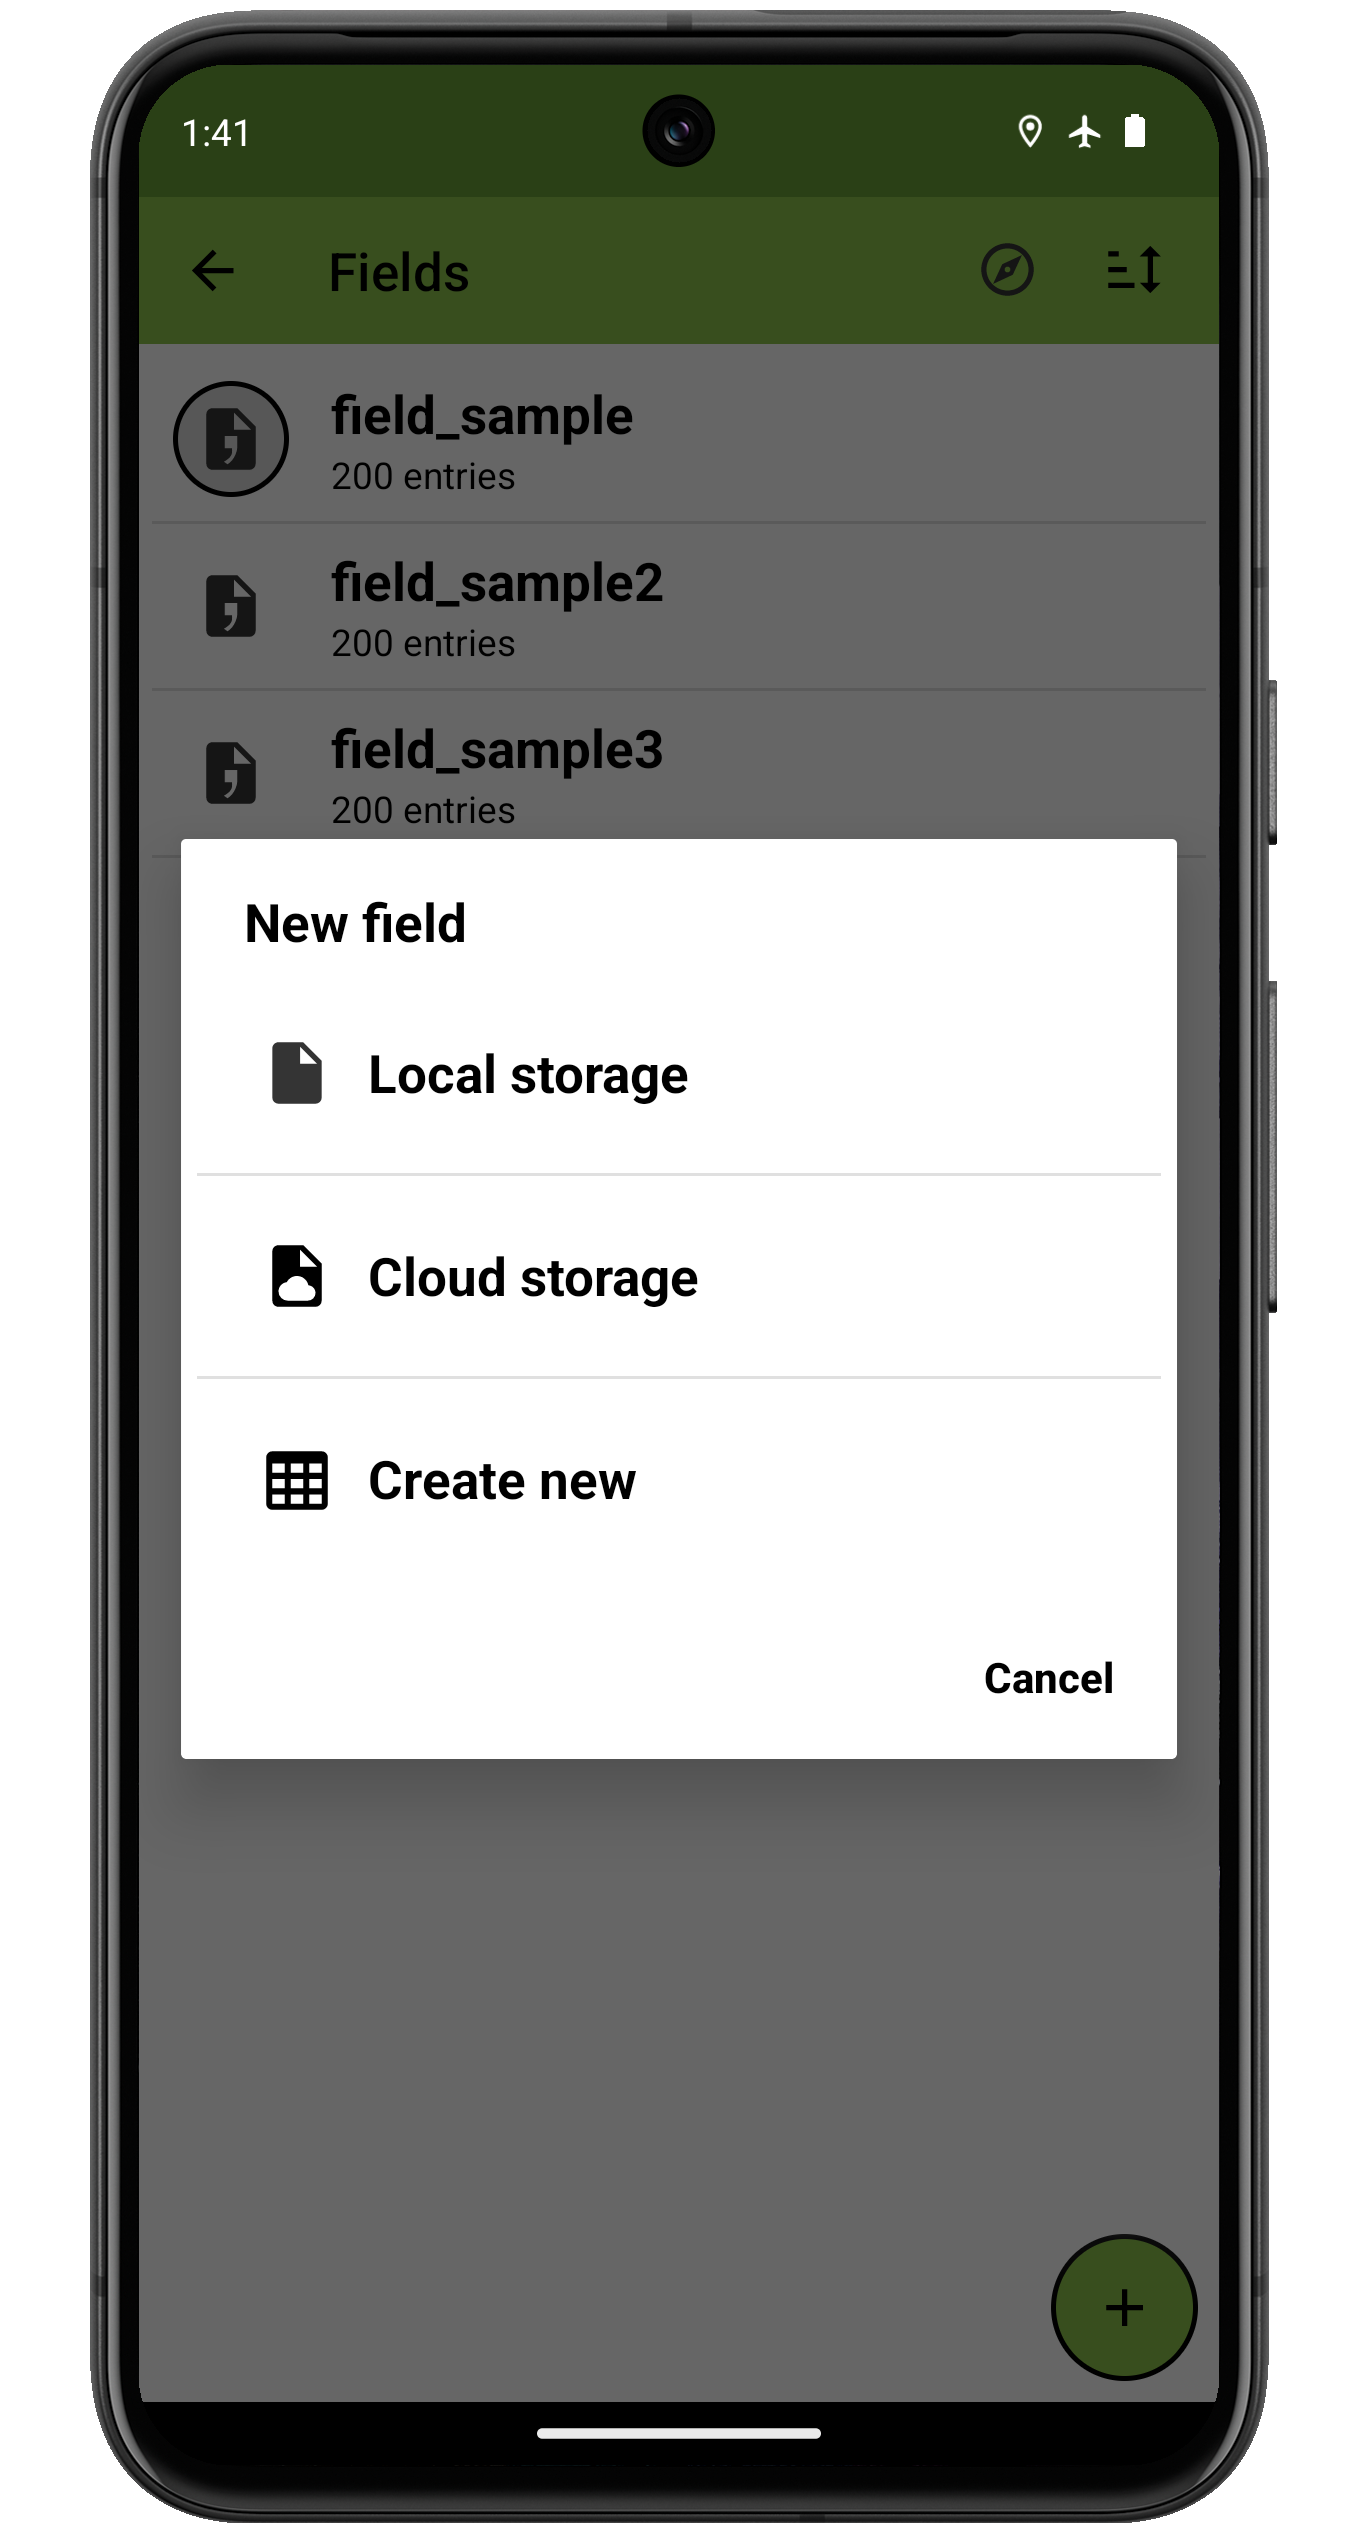 1:41
Fields
field_sample
200 entries
field_sample2
200 entries
field_sample3
200 entries
New field
Local storage
Cloud storage
Create new
Cancel